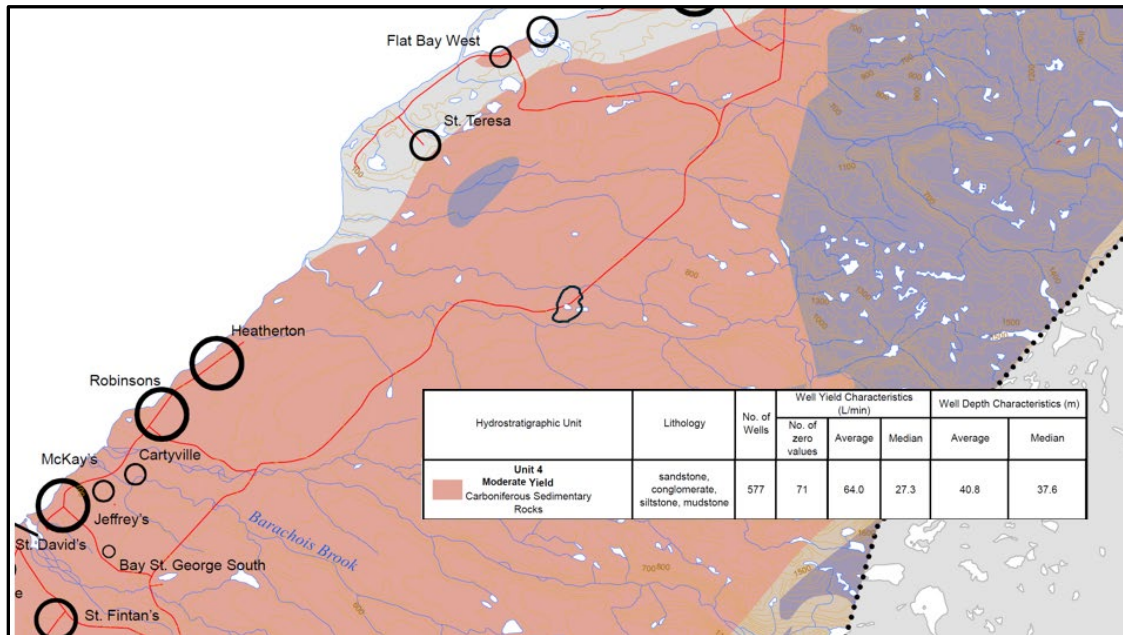 Flat Bay West
St. Teresa
Heatherton
Robinsons
McKay's
Cartyville
Jeffrey's
St. David's
Barachois Brook
Bay St. George South
e
St. Fintan's
Hydrostratigraphic Unit
Lithology
No. of
Wells
Well Yield Characteristics
(L/min)
Well Depth Characteristics (m)
No. of
zero
values
Average
Median
Average
Median
Unit 4
Moderate Yield
Carboniferous Sedimentary
Rocks
sandstone,
conglomerate,
siltstone, mudstone
577
71
64.0
27.3
40.8
37.6